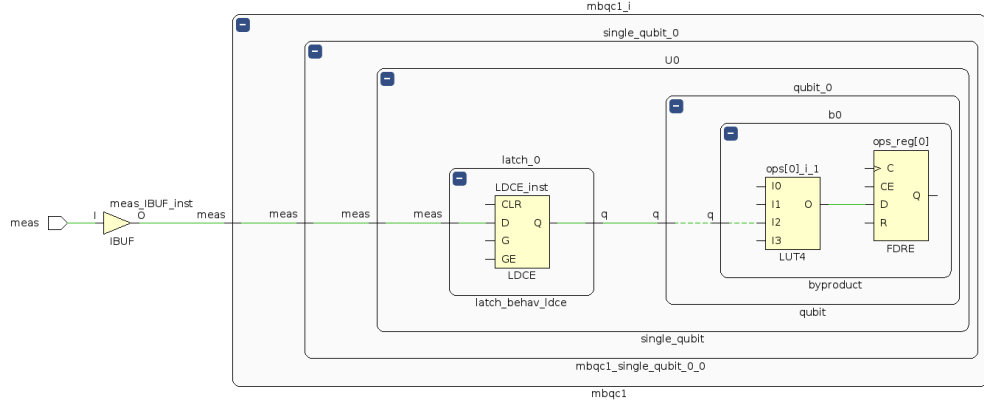 mbqc1_i
single_qubit_0
U0
qubit_0
b0
ops_reg[0]
latch_0
ops[0]_i_1
C
LDCE_inst
I0
CE
meas_IBUF_inst
CLR
I1
O
D
Q
meas
I
O
meas
meas
meas
meas
D
Q
q
q
q
I2
R
IBUF
G
I3
FDRE
GE
LUT4
LDCE
byproduct
latch_behav_ldce
qubit
single_qubit
mbqc1_single_qubit_0_0
mbqc1